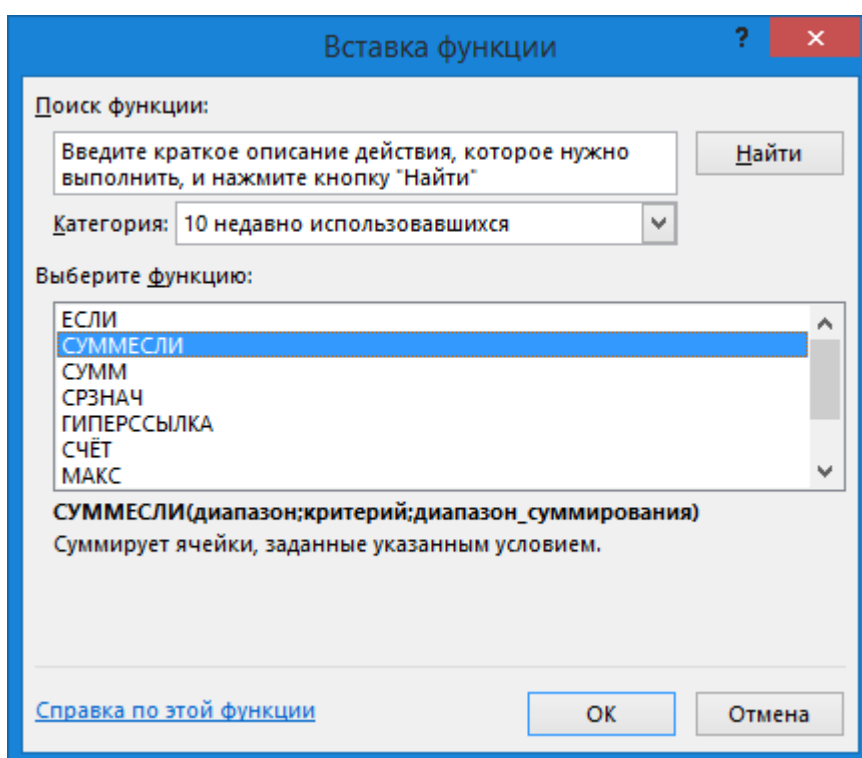 Вставка функции ?
Поиск функции:
Введите краткое описание действия, которое нужно
выполнить, и нажмите кнопку "Найти"
Найти
Категория: 10 недавно использовавшихся
Выберите функцию:
ЕСЛИ
СУММЕСЛИ
СУММ
СРЗНАЧ
ГИПЕРССЫЛКА
СЧЁТ
МАКС
СУММЕСЛИ(диапазон;критерий;диапазон_суммирования)
Суммирует ячейки, заданные указанным условием.
Справка по этой функции
ОК
Отмена